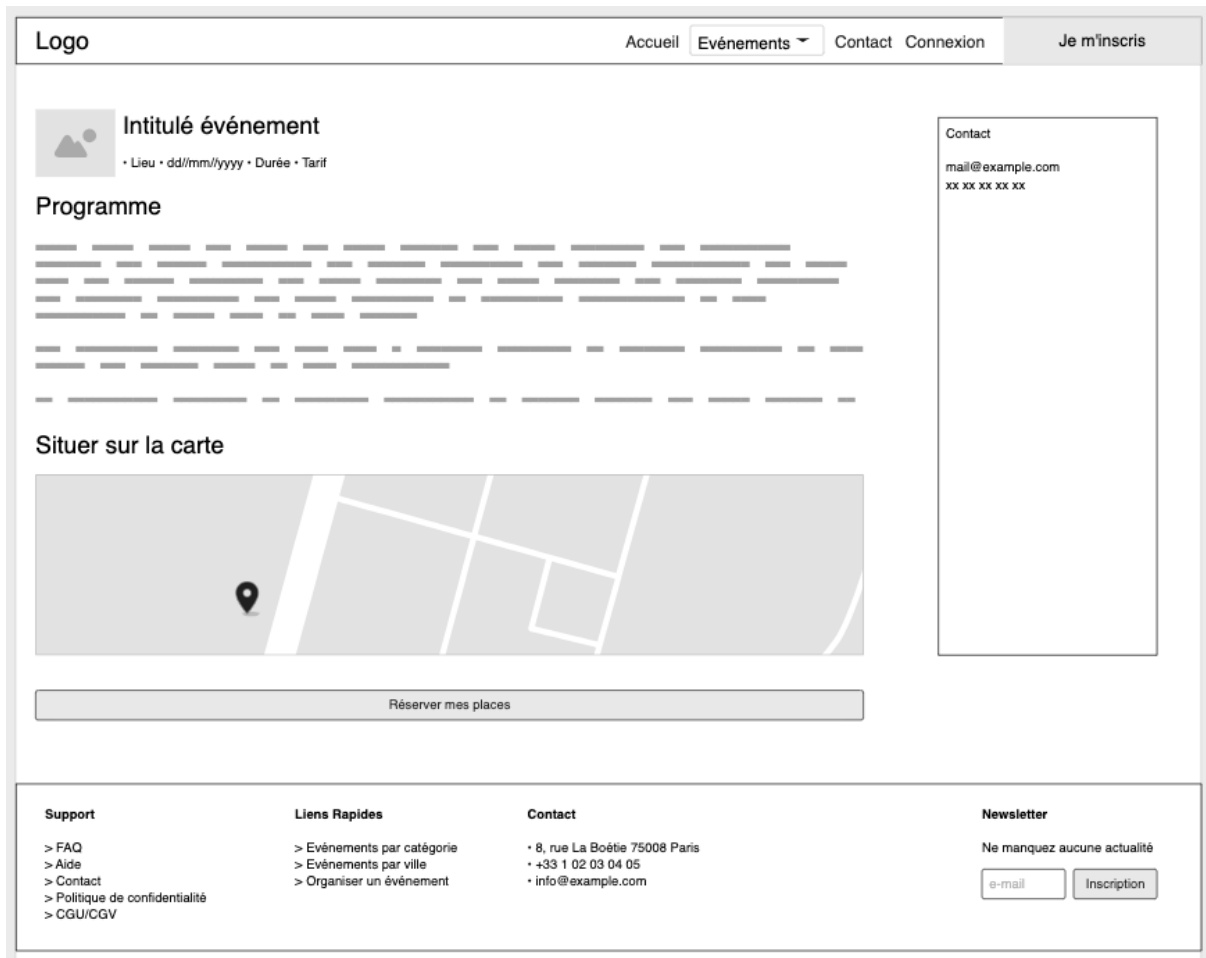 Logo
Accueil Evénements Contact Connexion Je m'inscris
Intitulé événement
• Lieu • dd//mm//yyyy • Durée • Tarif
Programme
Situer sur la carte
Réserver mes places
Contact
mail@example.com
xx xx xx xx xx
Support
> FAQ
> Aide
> Contact
> Politique de confidentialité
> CGU/CGV
Liens Rapides
> Evénements par catégorie
> Evénements par ville
> Organiser un événement
Contact
• 8, rue La Boétie 75008 Paris
• +33 1 02 03 04 05
• info@example.com
Newsletter
Ne manquez aucune actualité
e-mail Inscription